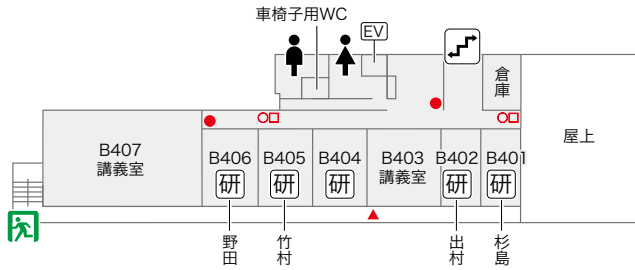 車椅子用WC
EV
倉庫
屋上
B407
講義室
B406
研
B405
研
B404
研
B403
講義室
B402
研
B401
研
野田
竹村
出村
杉島